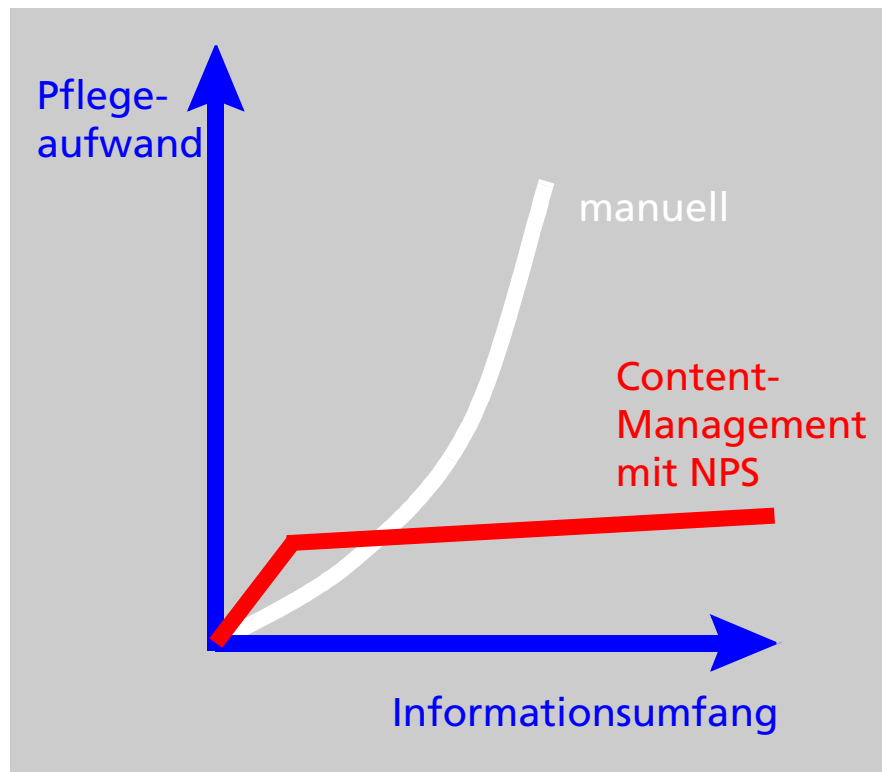 Pflege-
aufwand
manuell
Content-
Management
mit NPS
Informationsumfang